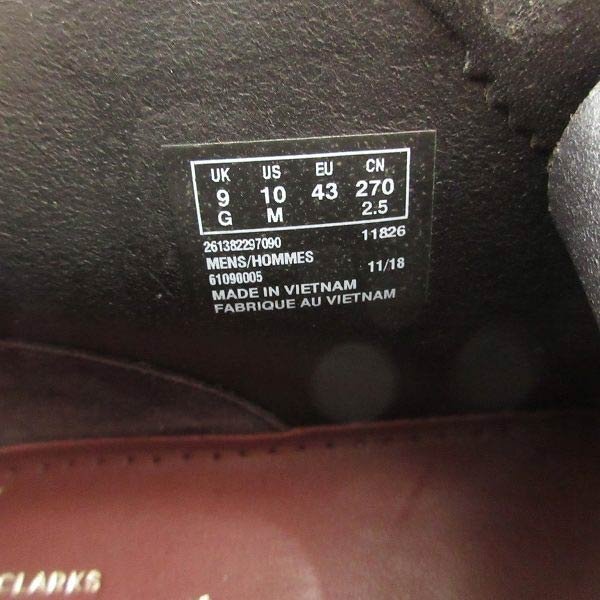 UK US EU CN
9 10 43 270
G M 2.5
261382297090 11826
MENS/HOMMES
61090005 11/18
MADE IN VIETNAM
FABRIQUE AU VIETNAM
CLARKS